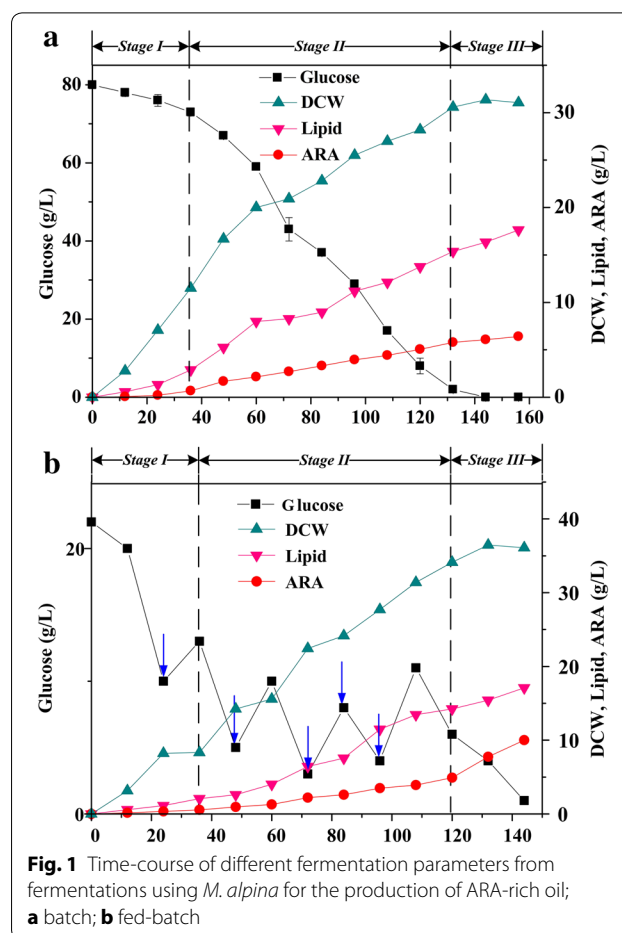 a
Stage I Stage II Stage III
Glucose
DCW
Lipid
ARA
Glucose (g/L)
80
60
40
20
0
DCW, Lipid, ARA (g/L)
30
20
10
0
0 20 40 60 80 100 120 140 160
b
Stage I Stage II Stage III
Glucose
DCW
Lipid
ARA
Glucose (g/L)
20
0
DCW, Lipid, ARA (g/L)
40
30
20
10
0
0 20 40 60 80 100 120 140
Fig. 1 Time-course of different fermentation parameters from
fermentations using M. alpina for the production of ARA-rich oil;
a batch; b fed-batch